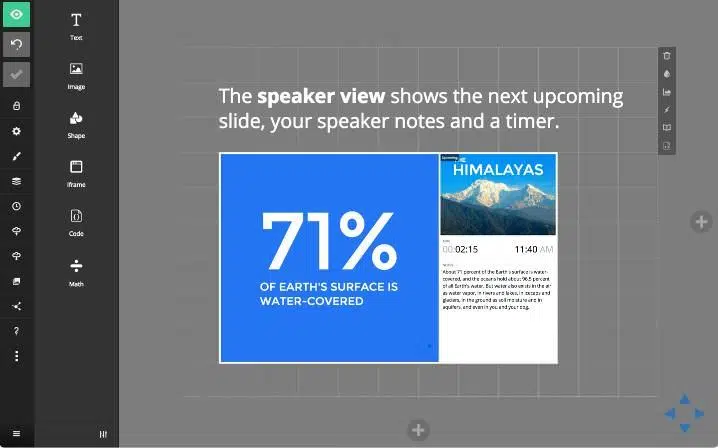 Text
Image
Shape
Iframe
Code
Math
?
The speaker view shows the next upcoming
slide, your speaker notes and a timer.
71%
OF EARTH'S SURFACE IS
WATER-COVERED
HIMALAYAS
00:02:15 11:40 AM
About 71 percent of the Earth's surface is water-
covered, and the oceans hold about 96.5 percent
of all Earth's water. But water also exists in the air
as water vapor, in rivers and lakes, in icecaps and
glaciers, in the ground as soil moisture and in
aquifers, and even in you and your dog.